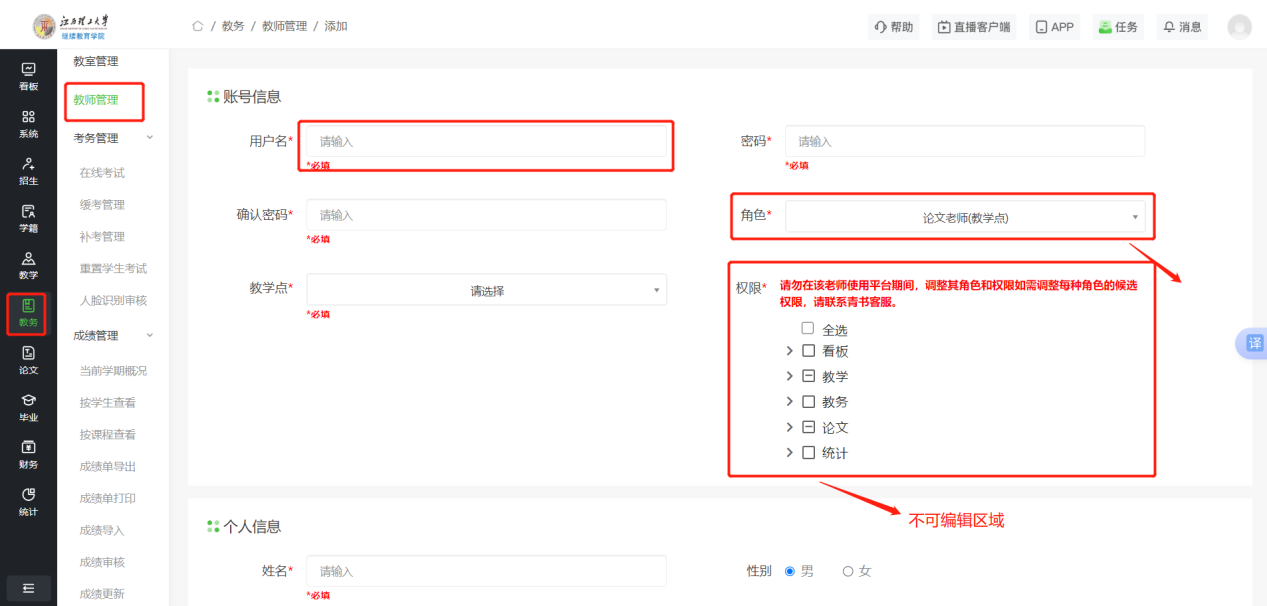 江西理工大学
继续教育学院
/ 教务 / 教师管理 / 添加
帮助
直播客户端
APP
任务
消息
看板
系统
招生
学籍
教学
教务
论文
毕业
财务
统计
教室管理
教师管理
考务管理
在线考试
缓考管理
补考管理
重置学生考试
人脸识别审核
成绩管理
当前学期概况
按学生查看
按课程查看
成绩单导出
成绩单打印
成绩导入
成绩审核
成绩更新
账号信息
用户名* 请输入
*必填
密码* 请输入
*必填
确认密码* 请输入
*必填
角色* 论文老师(教学点)
教学点* 请选择
*必填
权限* 请勿在该老师使用平台期间，调整其角色和权限如需调整每种角色的候选
权限，请联系青书客服。
全选
看板
教学
教务
论文
统计
不可编辑区域
个人信息
姓名* 请输入
*必填
性别 男 女
译